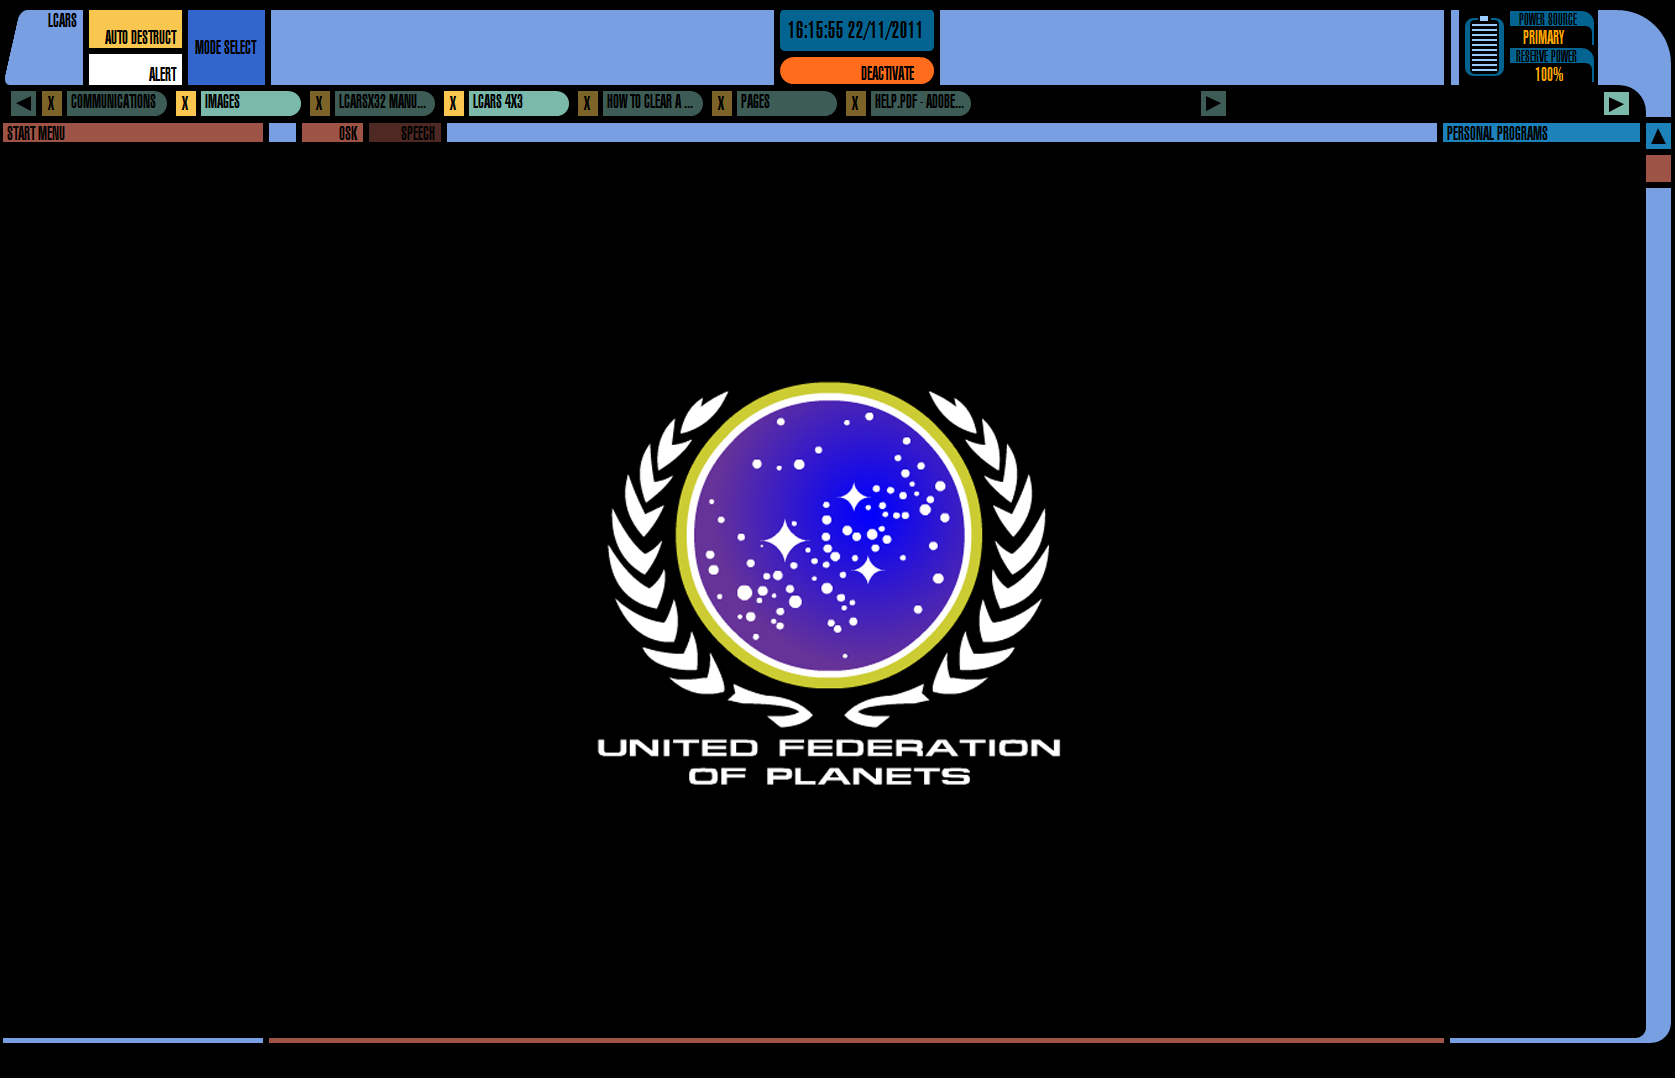 LCARS
AUTO DESTRUCT
ALERT
MODE SELECT
16:15:55 22/11/2011
DEACTIVATE
POWER SOURCE
PRIMARY
RESERVE POWER
100%
X COMMUNICATIONS X IMAGES X LCARSX32 MANU... X LCARS 4X3 X HOW TO CLEAR A ... X PAGES X HELP.PDF - ADOBE...
START MENU OSK SPEECH PERSONAL PROGRAMS
UNITED FEDERATION
OF PLANETS